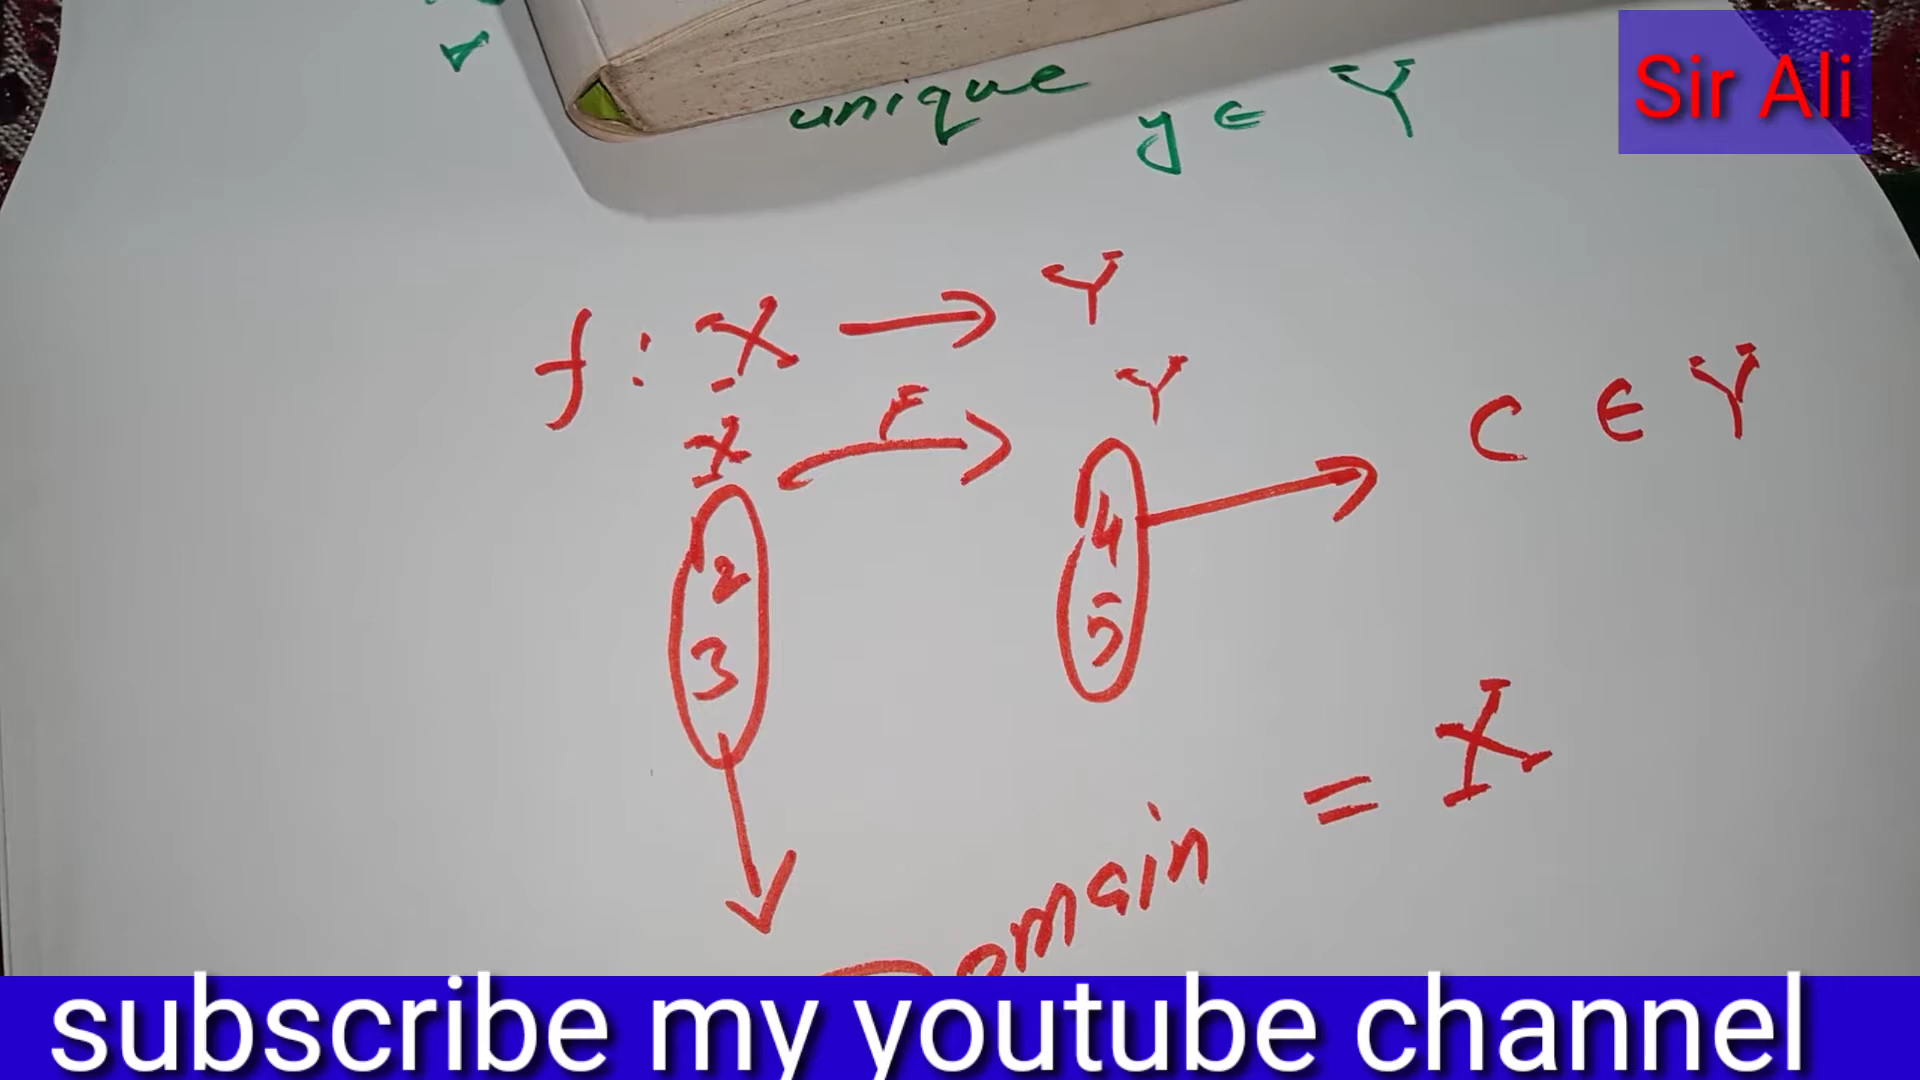 Sir Ali
unique y ∈ Y
f : X → Y
X F Y
C ∈ Y
2 4
3 5
Domain = X
subscribe my youtube channel